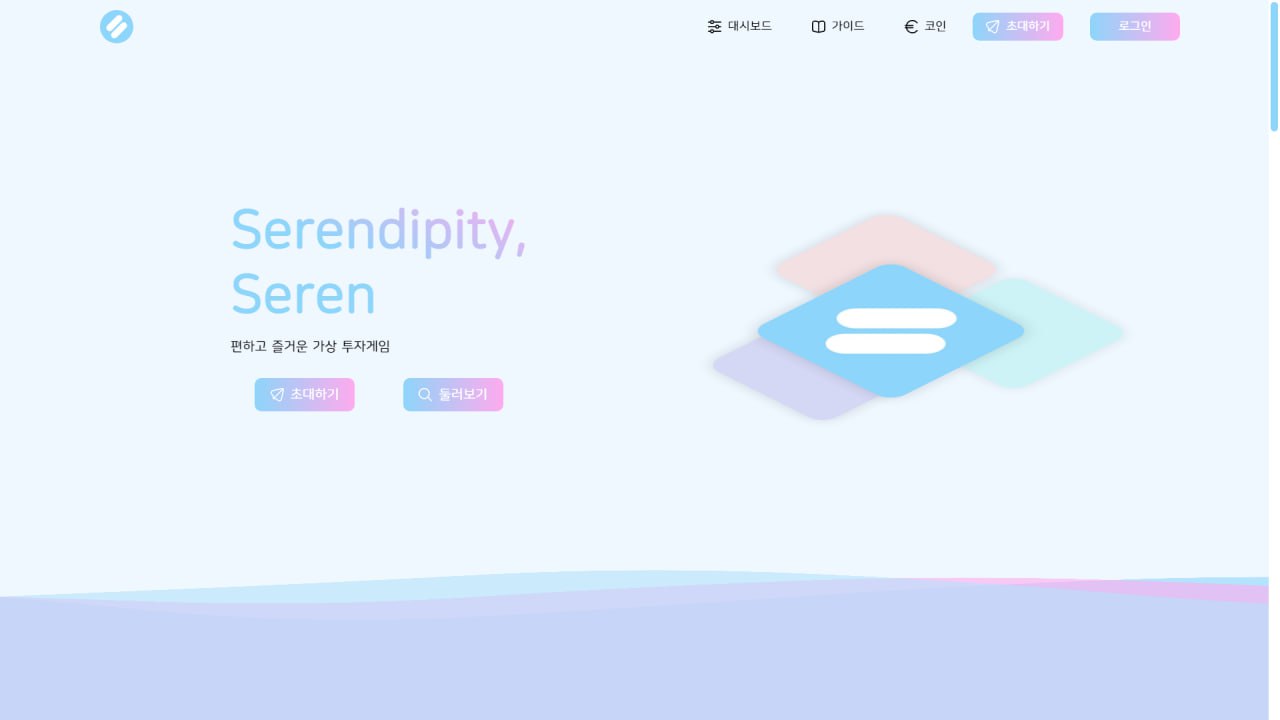 대시보드 가이드 코인 초대하기 로그인
Serendipity,
Seren
편하고 즐거운 가상 투자게임
초대하기 둘러보기